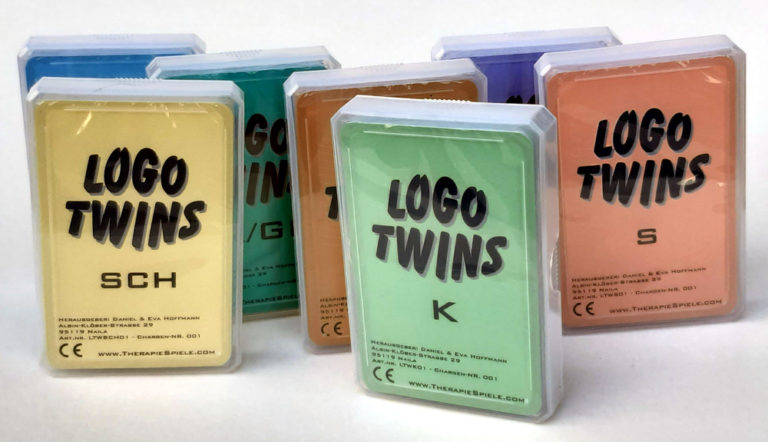 LOGO
TWINS
SCH
HERAUSGEBER: DANIEL & EVA HOFFMANN
ALBIN-KLÖBER-STRASSE 29
95119 NAILA
ART.NR. LTWSCH01 - CHARGEN-NR. 001
CE
WWW.THERAPIESPIELE.COM
GO
WIN
/G
LOGO
TWINS
K
HERAUSGEBER: DANIEL & EVA HOFFMANN
ALBIN-KLÖBER-STRASSE 29
95119 NAILA
ART.NR. LTWK01 - CHARGEN-NR. 001
CE
WWW.THERAPIESPIELE.COM
LOGO
TWINS
S
HERAUSGEBER: DANIEL & EVA HOFFMANN
ALBIN-KLÖBER-STRASSE 29
95119 NAILA
ART.NR. LTWS01 - CHARGEN-NR. 001
CE
WWW.THERAPIESPIELE.COM